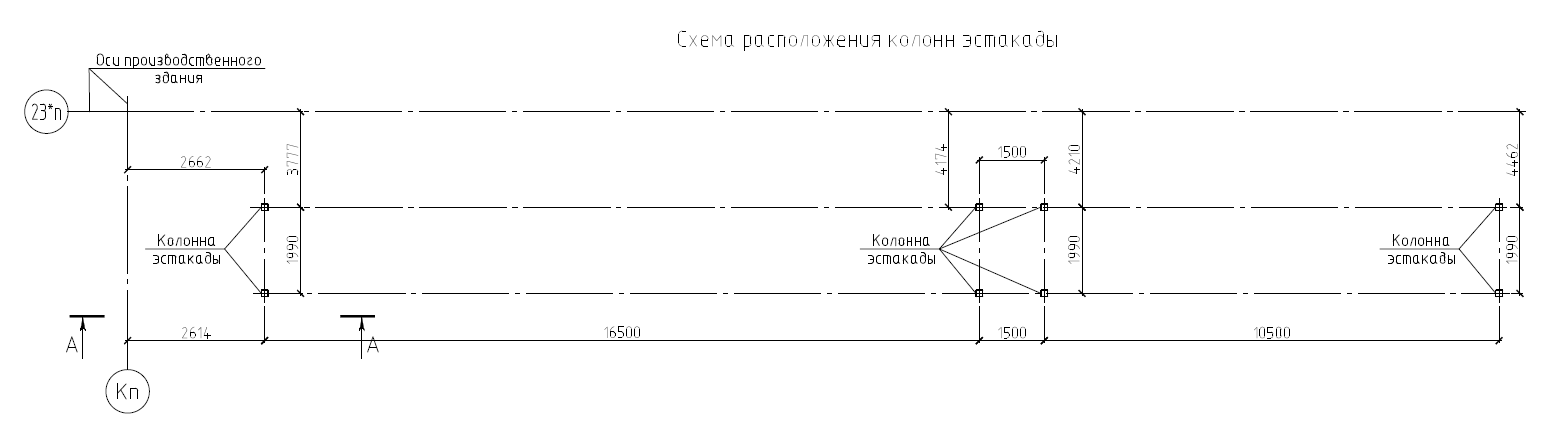 Схема расположения колонн эстакады
Оси производственного
здания
23*п
2662
3777
4174
1500
4210
4462
Колонна
эстакады
1990
Колонна
эстакады
1990
Колонна
эстакады
1990
А
2614
А
16500
1500
10500
Кп